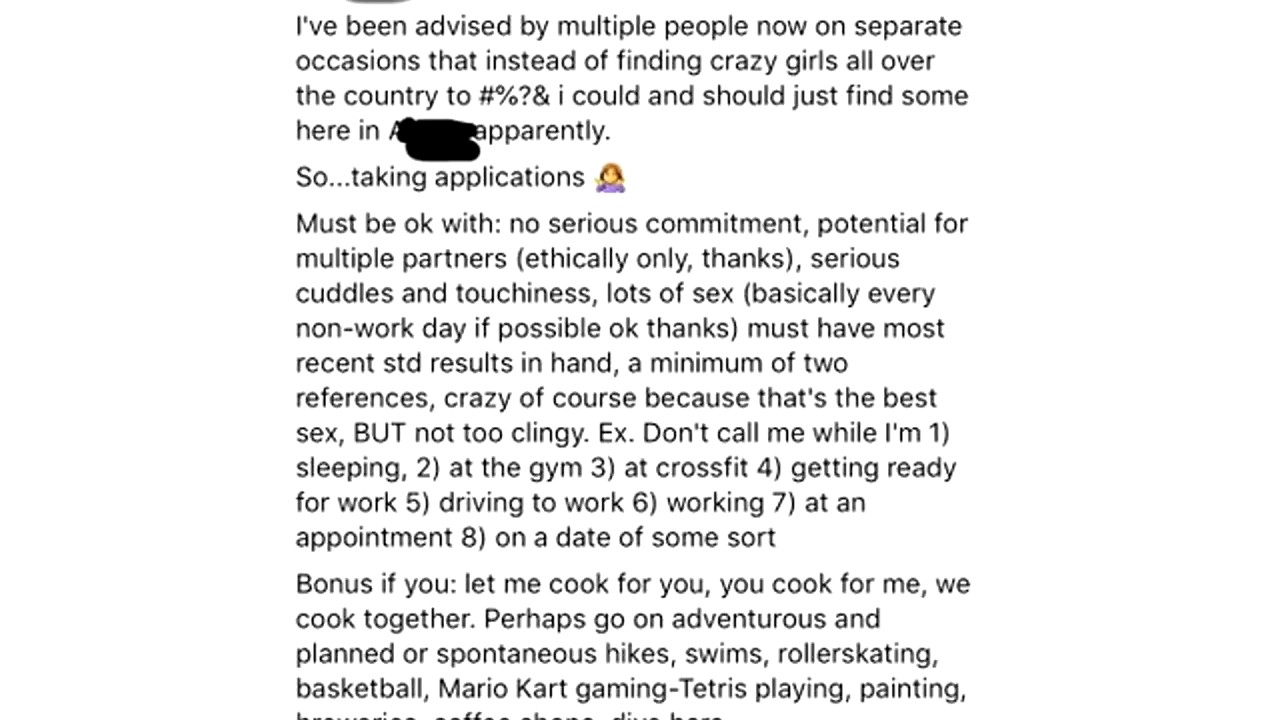 I've been advised by multiple people now on separate
occasions that instead of finding crazy girls all over
the country to #%?& i could and should just find some
here in apparently.
So...taking applications 🤷‍♀️
Must be ok with: no serious commitment, potential for
multiple partners (ethically only, thanks), serious
cuddles and touchiness, lots of sex (basically every
non-work day if possible ok thanks) must have most
recent std results in hand, a minimum of two
references, crazy of course because that's the best
sex, BUT not too clingy. Ex. Don't call me while I'm 1)
sleeping, 2) at the gym 3) at crossfit 4) getting ready
for work 5) driving to work 6) working 7) at an
appointment 8) on a date of some sort
Bonus if you: let me cook for you, you cook for me, we
cook together. Perhaps go on adventurous and
planned or spontaneous hikes, swims, rollerskating,
basketball, Mario Kart gaming-Tetris playing, painting,